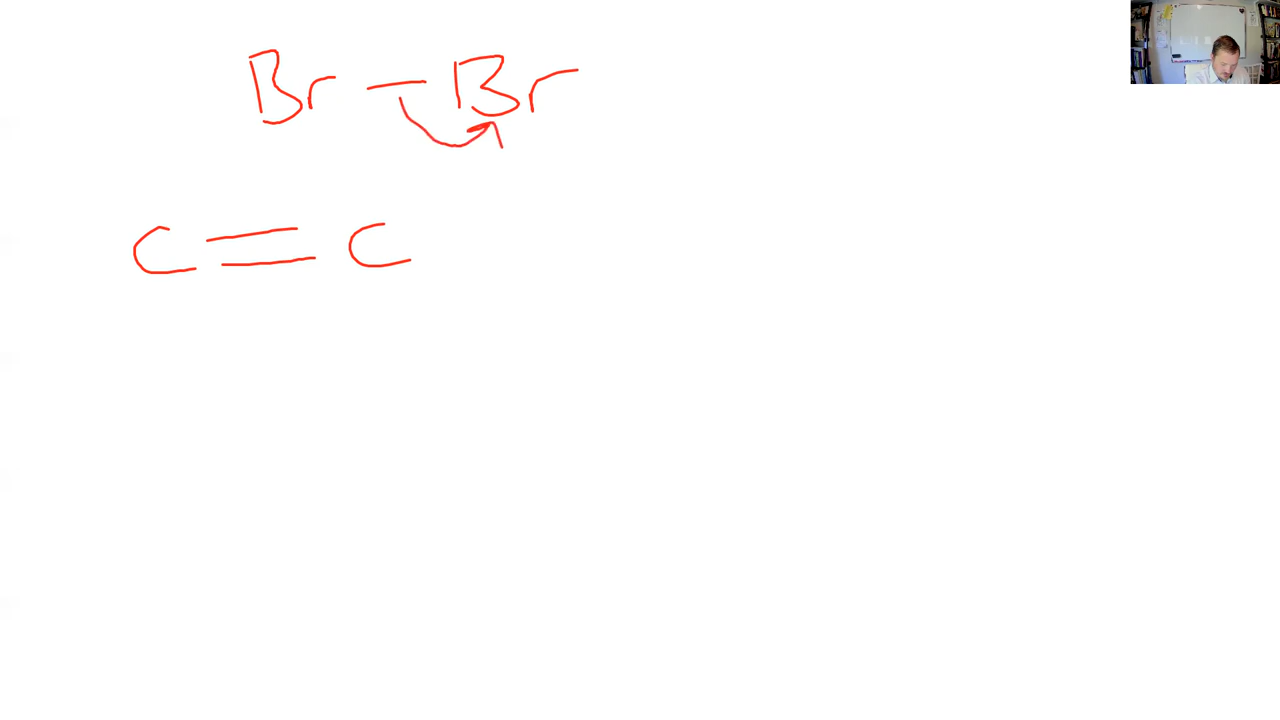 Br — Br
C = C